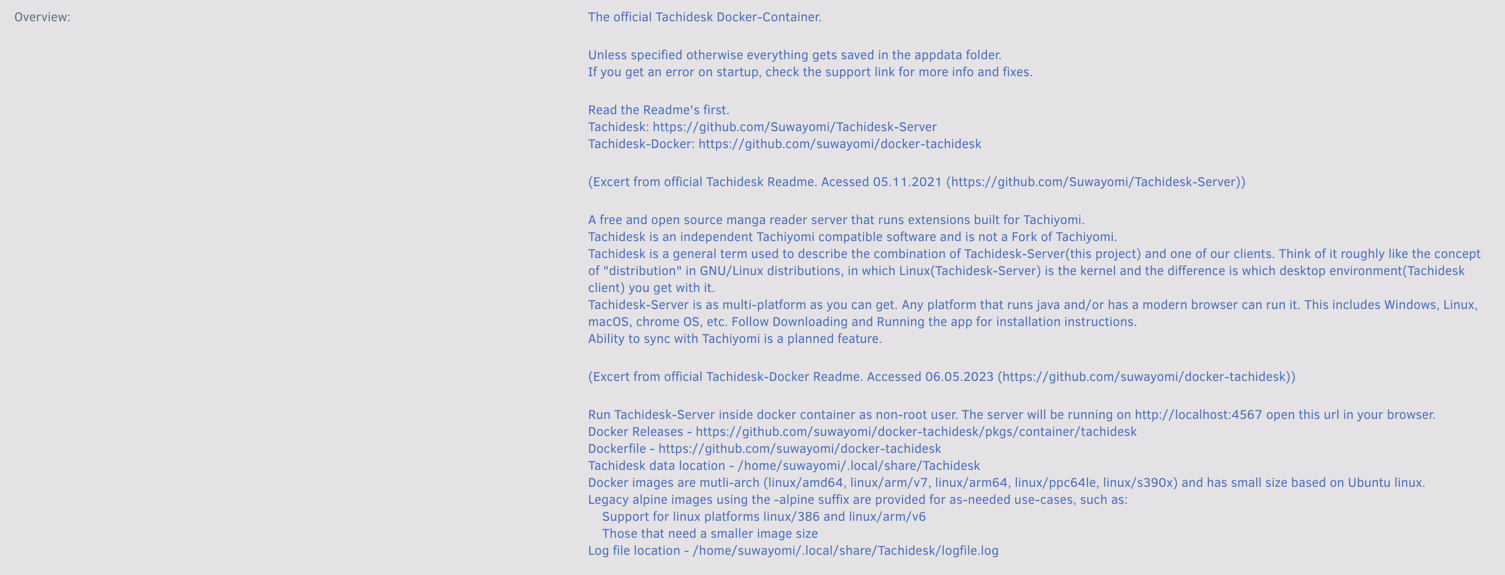 Overview:
The official Tachidesk Docker-Container.
Unless specified otherwise everything gets saved in the appdata folder.
If you get an error on startup, check the support link for more info and fixes.
Read the Readme's first.
Tachidesk: https://github.com/Suwayomi/Tachidesk-Server
Tachidesk-Docker: https://github.com/suwayomi/docker-tachidesk
(Excert from official Tachidesk Readme. Acessed 05.11.2021 (https://github.com/Suwayomi/Tachidesk-Server))
A free and open source manga reader server that runs extensions built for Tachiyomi.
Tachidesk is an independent Tachiyomi compatible software and is not a Fork of Tachiyomi.
Tachidesk is a general term used to describe the combination of Tachidesk-Server(this project) and one of our clients. Think of it roughly like the concept
of "distribution" in GNU/Linux distributions, in which Linux(Tachidesk-Server) is the kernel and the difference is which desktop environment(Tachidesk
client) you get with it.
Tachidesk-Server is as multi-platform as you can get. Any platform that runs java and/or has a modern browser can run it. This includes Windows, Linux,
macOS, chrome OS, etc. Follow Downloading and Running the app for installation instructions.
Ability to sync with Tachiyomi is a planned feature.
(Excert from official Tachidesk-Docker Readme. Accessed 06.05.2023 (https://github.com/suwayomi/docker-tachidesk))
Run Tachidesk-Server inside docker container as non-root user. The server will be running on http://localhost:4567 open this url in your browser.
Docker Releases - https://github.com/suwayomi/docker-tachidesk/pkgs/container/tachidesk
Dockerfile - https://github.com/suwayomi/docker-tachidesk
Tachidesk data location - /home/suwayomi/.local/share/Tachidesk
Docker images are mutli-arch (linux/amd64, linux/arm/v7, linux/arm64, linux/ppc64le, linux/s390x) and has small size based on Ubuntu linux.
Legacy alpine images using the -alpine suffix are provided for as-needed use-cases, such as:
Support for linux platforms linux/386 and linux/arm/v6
Those that need a smaller image size
Log file location - /home/suwayomi/.local/share/Tachidesk/logfile.log